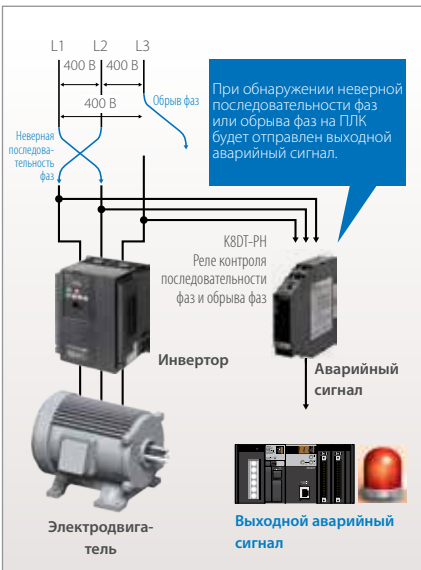 L1 L2 L3
400 В 400 В
400 В
Обрыв фаз
При обнаружении неверной
последовательности фаз
или обрыва фаз на ПЛК
будет отправлен выходной
аварийный сигнал.
Неверная
последова-
тельность
фаз
K8DT-PH
Реле контроля
последовательности
фаз и обрыва фаз
Инвертор
Аварийный
сигнал
Электродвига-
тель
Выходной аварийный
сигнал